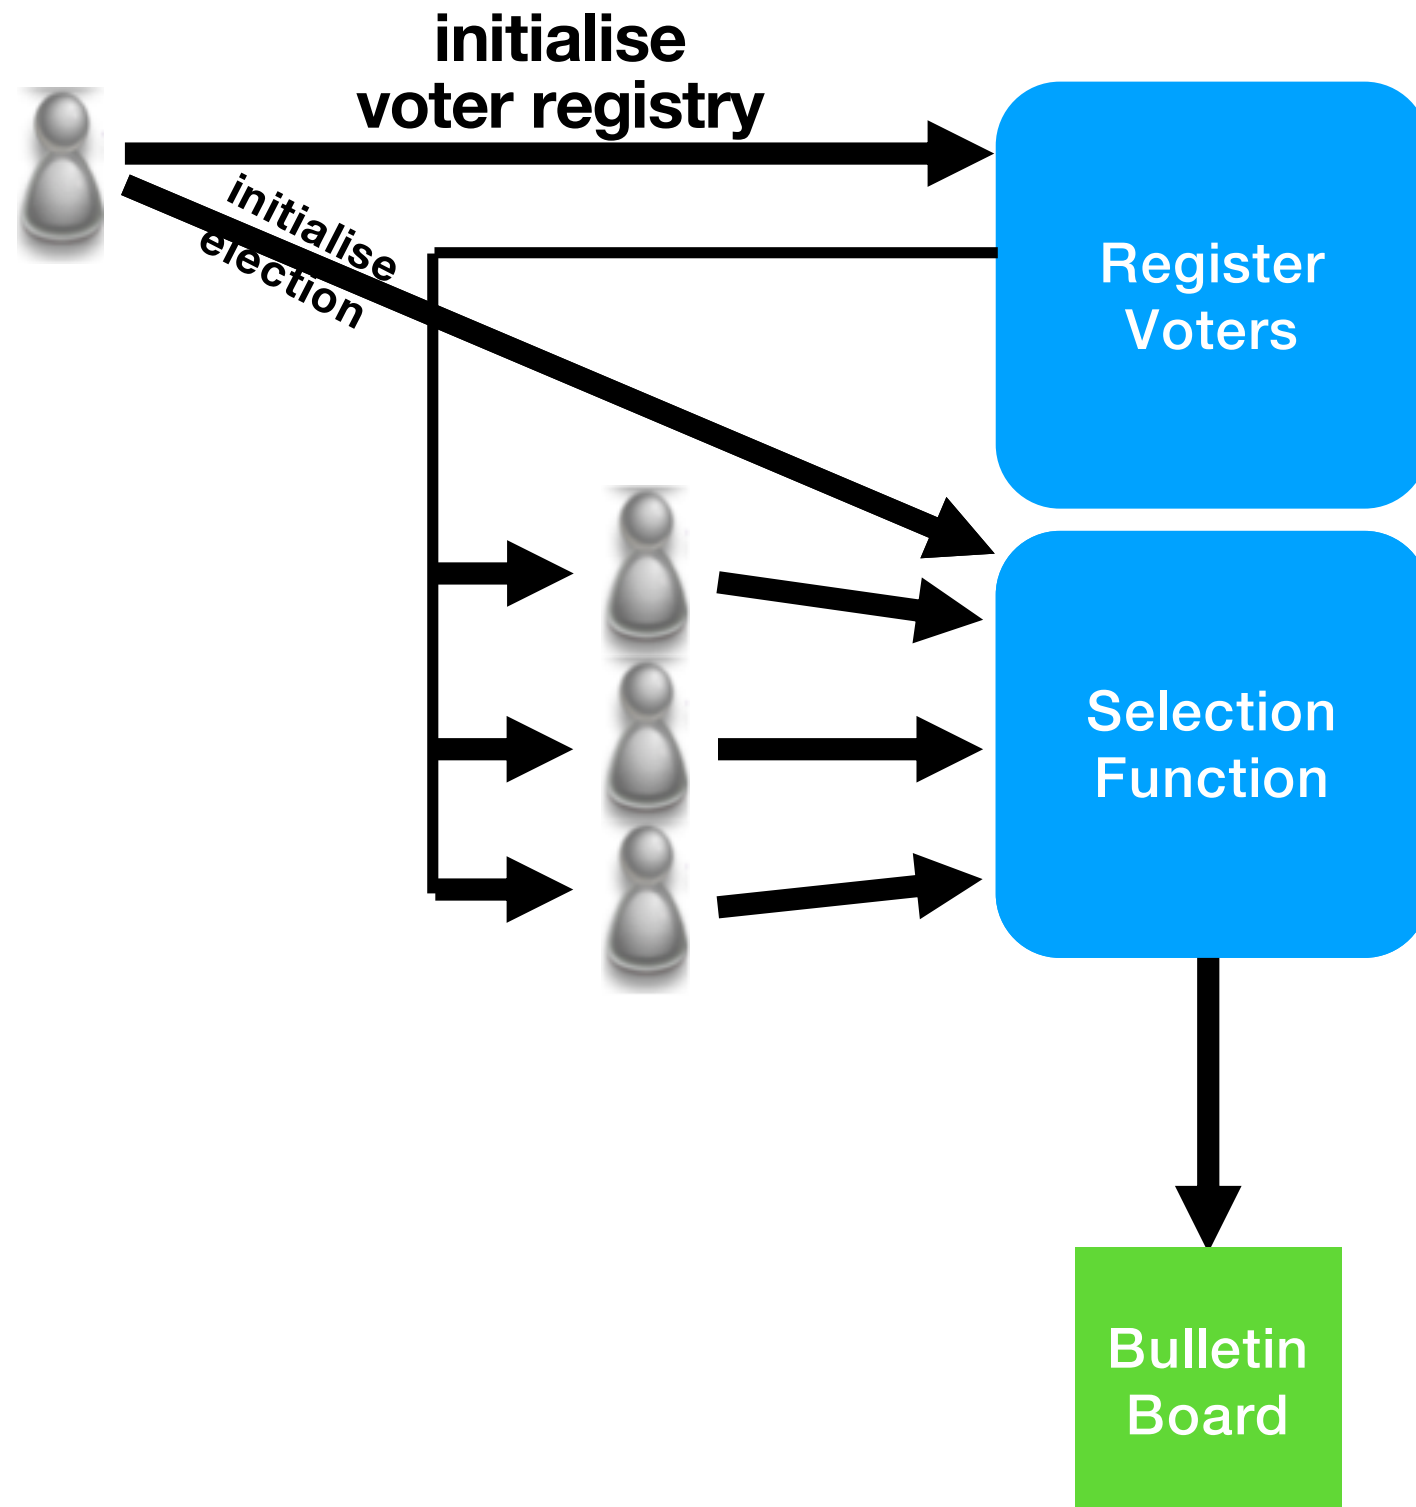 initialise
voter registry
initialise
election
Register
Voters
Selection
Function
Bulletin
Board